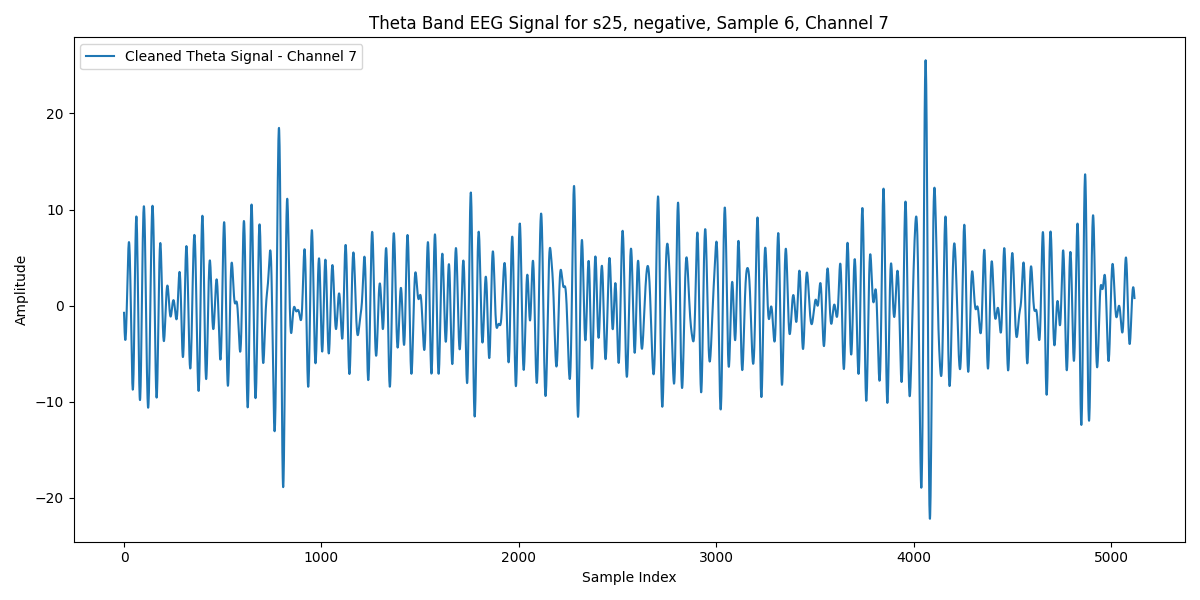 Theta Band EEG Signal for s25, negative, Sample 6, Channel 7
Cleaned Theta Signal - Channel 7
Amplitude
20
10
0
−10
−20
0 1000 2000 3000 4000 5000
Sample Index